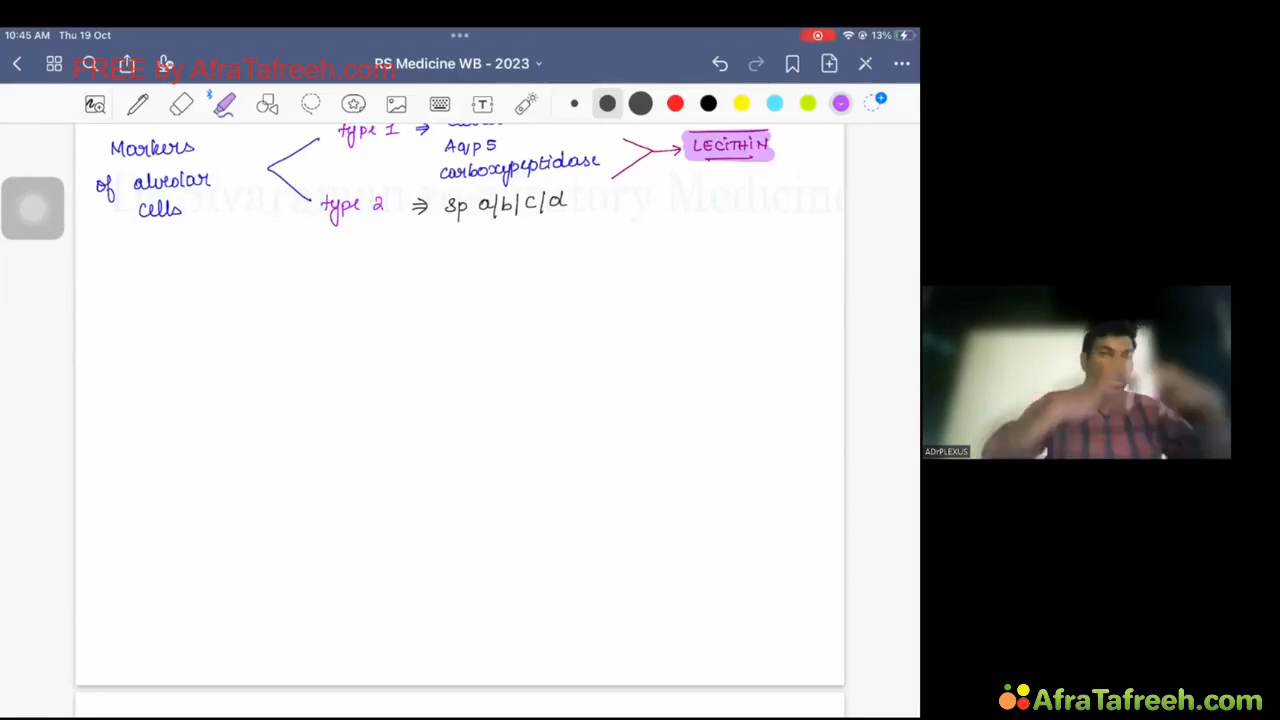 10:45 AM Thu 19 Oct
13%
FREE by AfraTafreeh.com
RS Medicine WB - 2023
type 1 ⇒
Markers
of alveolar
cells
Aqp 5
carboxypeptidase
LECITHIN
type 2 ⇒ sp a/b/c/d
Sivaraman Respiratory Medicine
ADrPLEXUS
AfraTafreeh.com